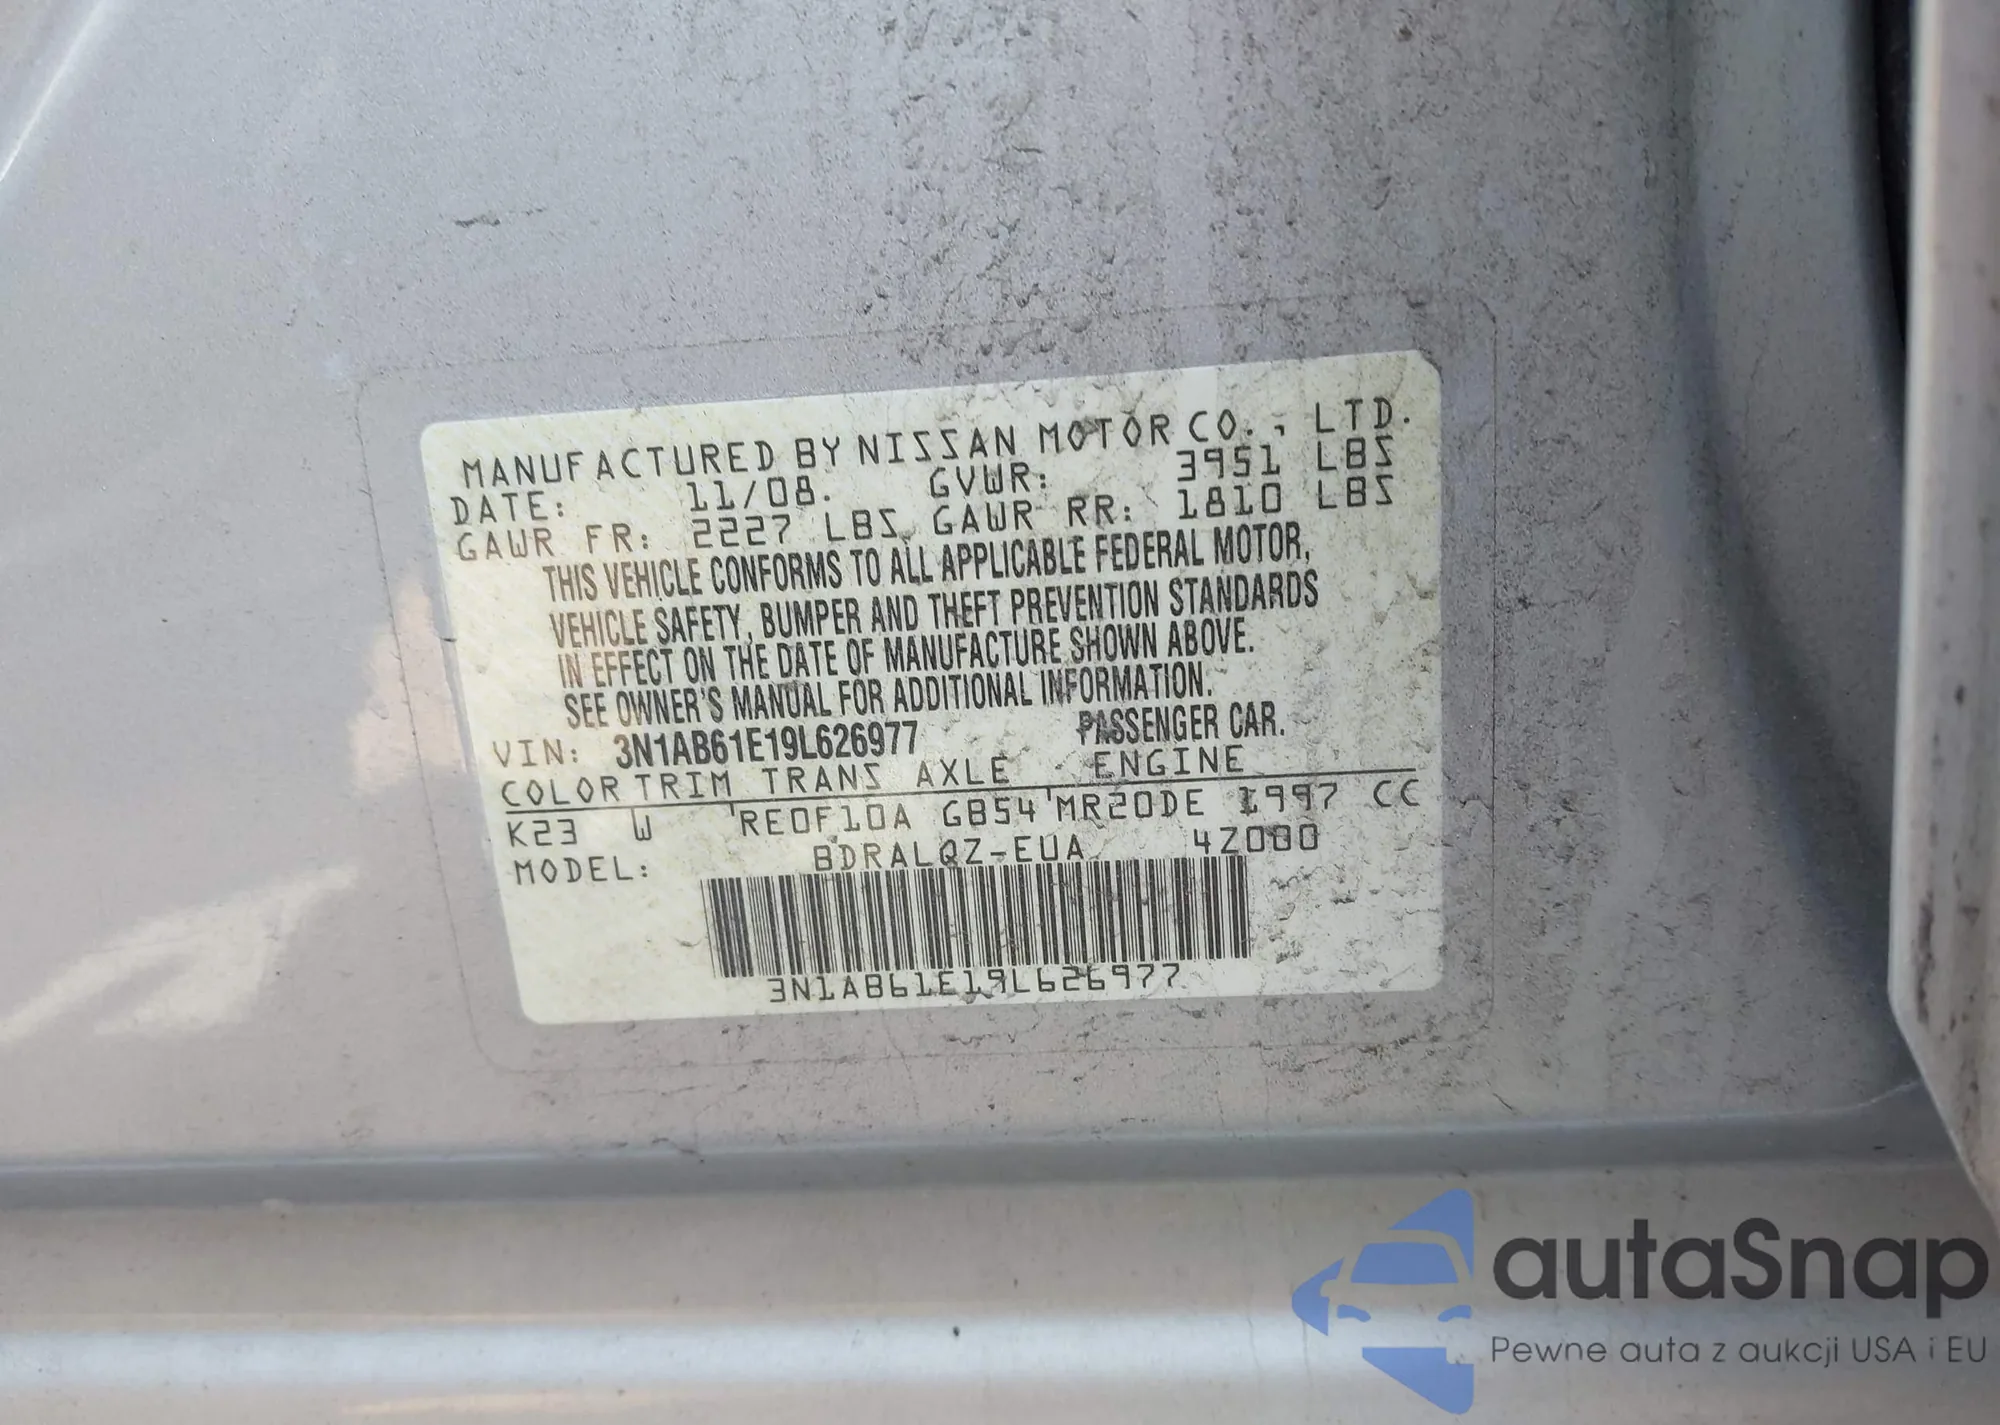 MANUFACTURED BY NISSAN MOTOR CO., LTD.
DATE: 11/08. GVWR: 3951 LBS
GAWR FR: 2227 LBS, GAWR RR: 1810 LBS
THIS VEHICLE CONFORMS TO ALL APPLICABLE FEDERAL MOTOR,
VEHICLE SAFETY, BUMPER AND THEFT PREVENTION STANDARDS
IN EFFECT ON THE DATE OF MANUFACTURE SHOWN ABOVE.
SEE OWNER'S MANUAL FOR ADDITIONAL INFORMATION.
VIN: 3N1AB61E19L626977 PASSENGER CAR.
COLOR TRIM TRANS AXLE ENGINE
K23 W RE0F10A GB54 MR20DE 1997 CC
MODEL: BDRALQZ-EUA 4Z000
3N1AB61E19L626977
autaSnap
Pewne auta z aukcji USA i EU